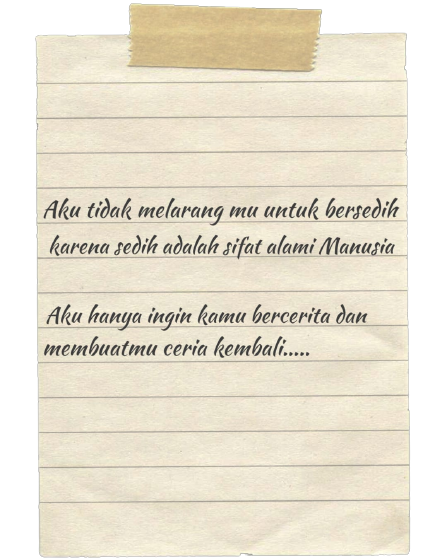 Aku tidak melarang mu untuk bersedih
karena sedih adalah sifat alami Manusia
Aku hanya ingin kamu bercerita dan
membuatmu ceria kembali.....